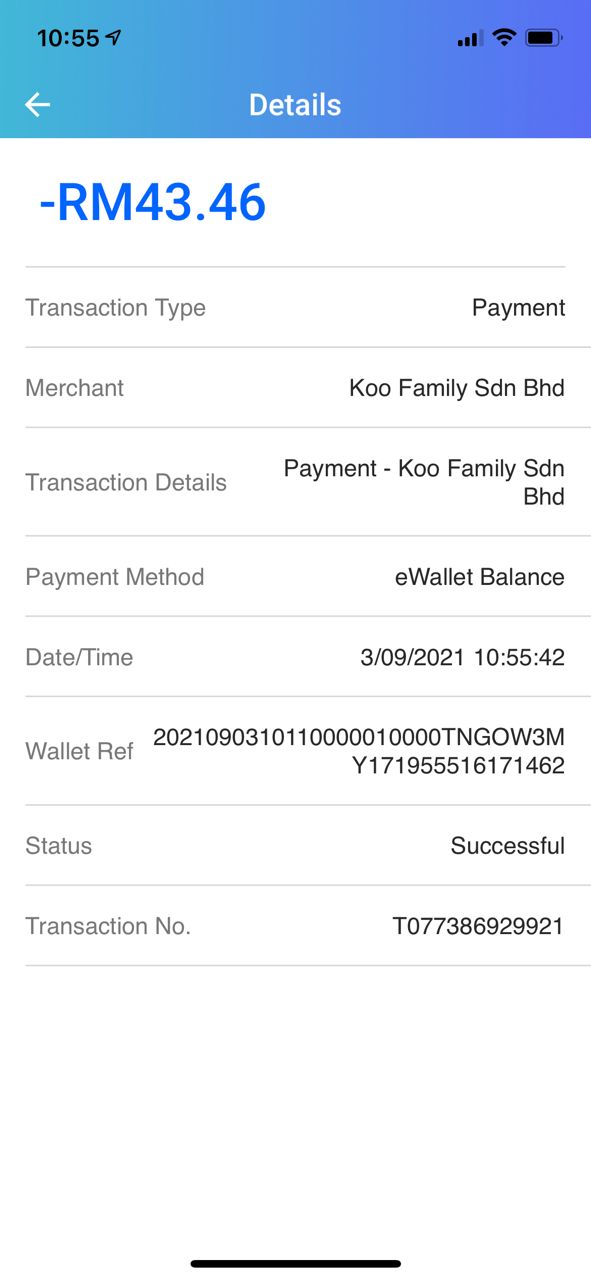 10:55
Details
-RM43.46
Transaction Type Payment
Merchant Koo Family Sdn Bhd
Transaction Details Payment - Koo Family Sdn
Bhd
Payment Method eWallet Balance
Date/Time 3/09/2021 10:55:42
Wallet Ref 2021090310110000010000TNGOW3M
Y171955516171462
Status Successful
Transaction No. T077386929921